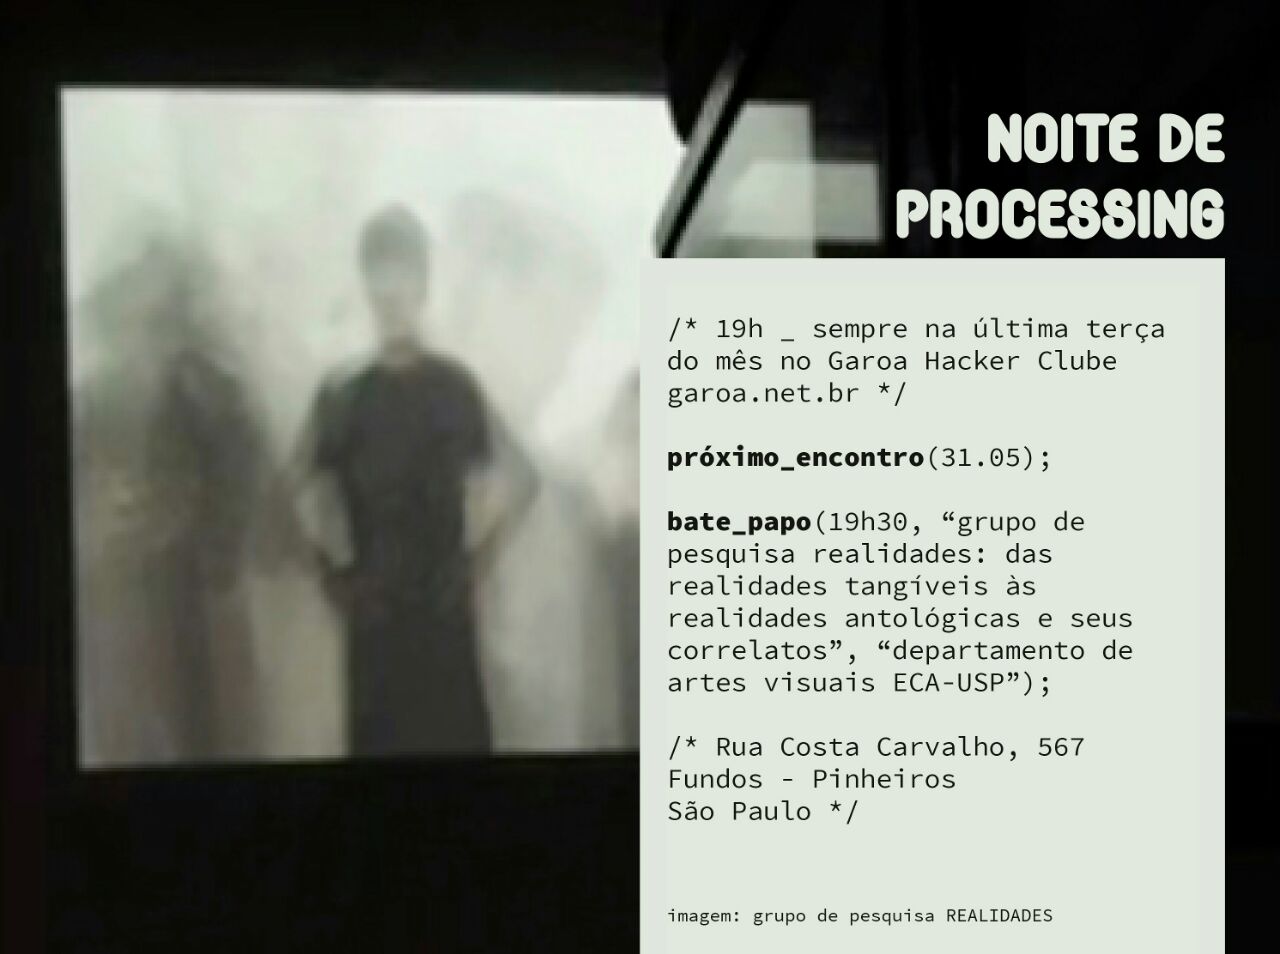 NOITE DE
PROCESSING
/* 19h _ sempre na última terça
do mês no Garoa Hacker Clube
garoa.net.br */
próximo_encontro(31.05);
bate_papo(19h30, “grupo de
pesquisa realidades: das
realidades tangíveis às
realidades antológicas e seus
correlatos”, “departamento de
artes visuais ECA-USP”);
/* Rua Costa Carvalho, 567
Fundos - Pinheiros
São Paulo */
imagem: grupo de pesquisa REALIDADES